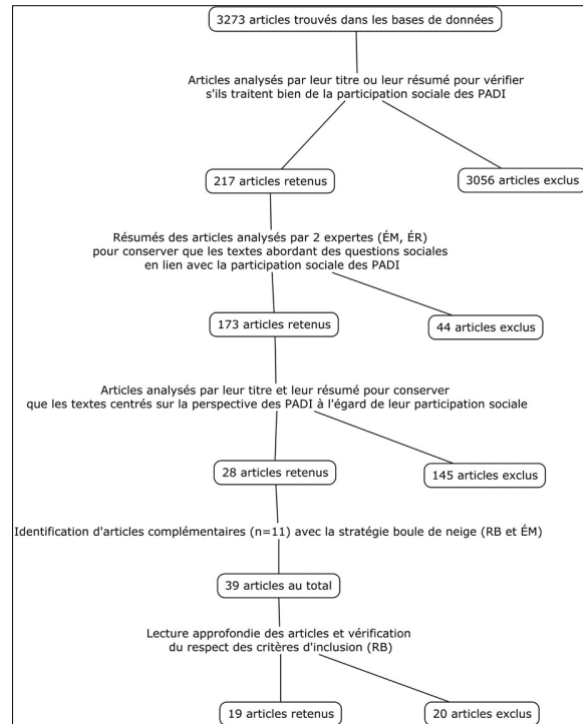 3273 articles trouvés dans les bases de données
Articles analysés par leur titre ou leur résumé pour vérifier
s'ils traitent bien de la participation sociale des PADI
217 articles retenus
3056 articles exclus
Résumés des articles analysés par 2 expertes (ÉM, ÉR)
pour conserver que les textes abordant des questions sociales
en lien avec la participation sociale des PADI
173 articles retenus
44 articles exclus
Articles analysés par leur titre et leur résumé pour conserver
que les textes centrés sur la perspective des PADI à l'égard de leur participation sociale
28 articles retenus
145 articles exclus
Identification d'articles complémentaires (n=11) avec la stratégie boule de neige (RB et ÉM)
39 articles au total
Lecture approfondie des articles et vérification
du respect des critères d'inclusion (RB)
19 articles retenus
20 articles exclus